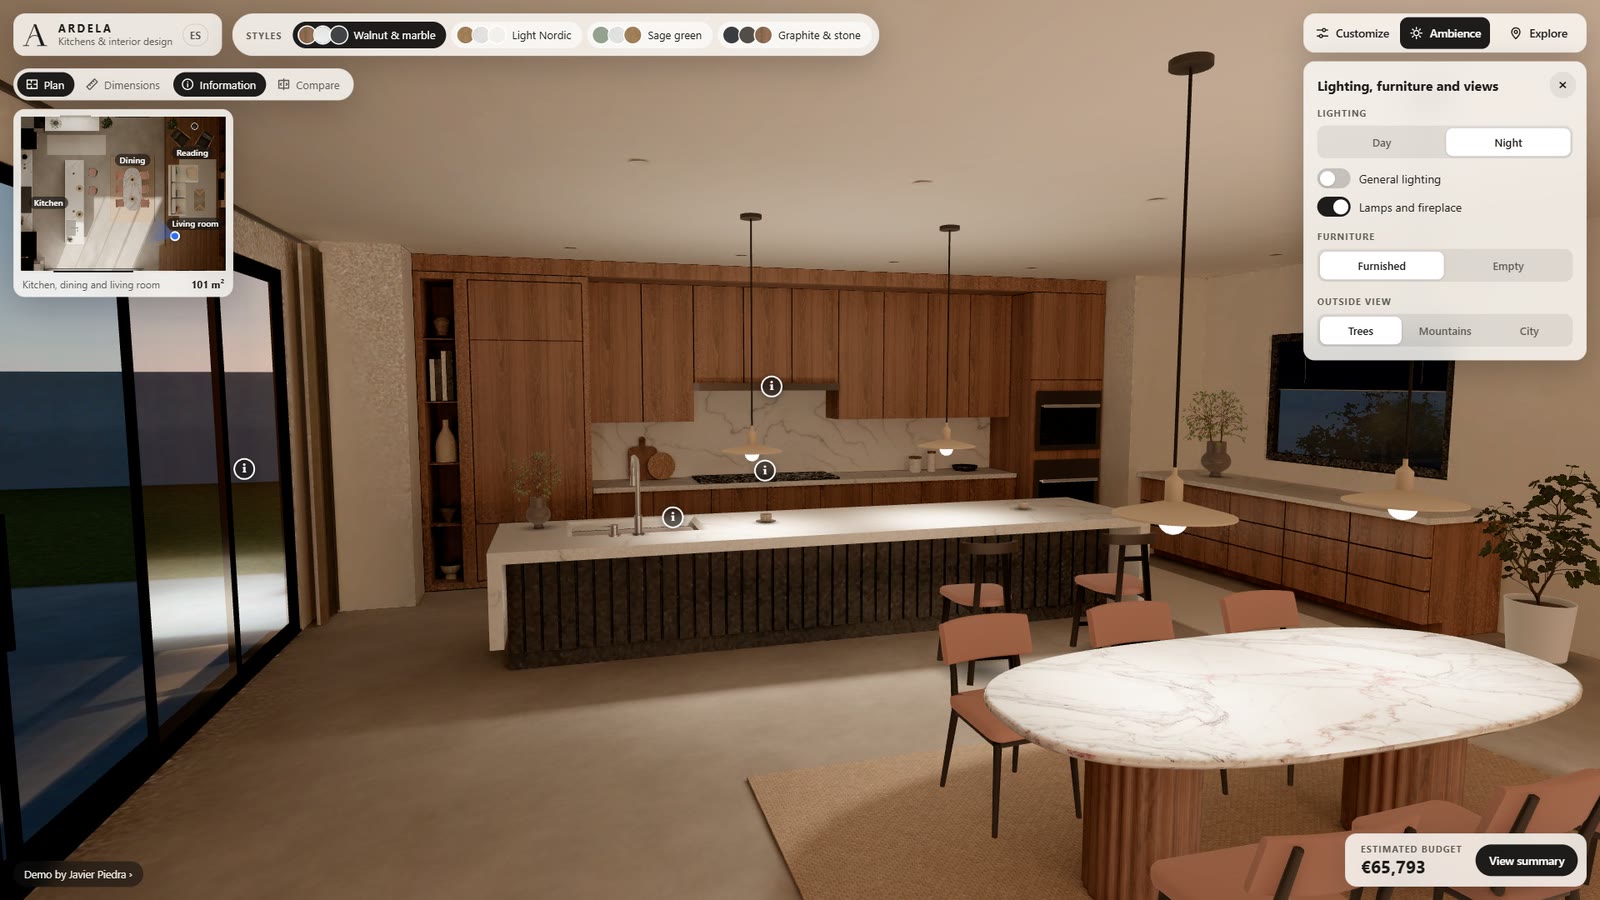 ARDELA
Kitchens & interior design
ES
STYLES
Walnut & marble
Light Nordic
Sage green
Graphite & stone
Customize
Ambience
Explore
Plan
Dimensions
Information
Compare
Dining
Reading
Kitchen
Living room
Kitchen, dining and living room
101 m²
Lighting, furniture and views
LIGHTING
Day
Night
General lighting
Lamps and fireplace
FURNITURE
Furnished
Empty
OUTSIDE VIEW
Trees
Mountains
City
Demo by Javier Piedra ›
ESTIMATED BUDGET
€65,793
View summary